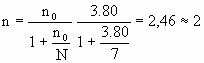 n = n₀ / (1 + n₀/N) 3.80 / (1 + 3.80/7) = 2,46 ≈ 2